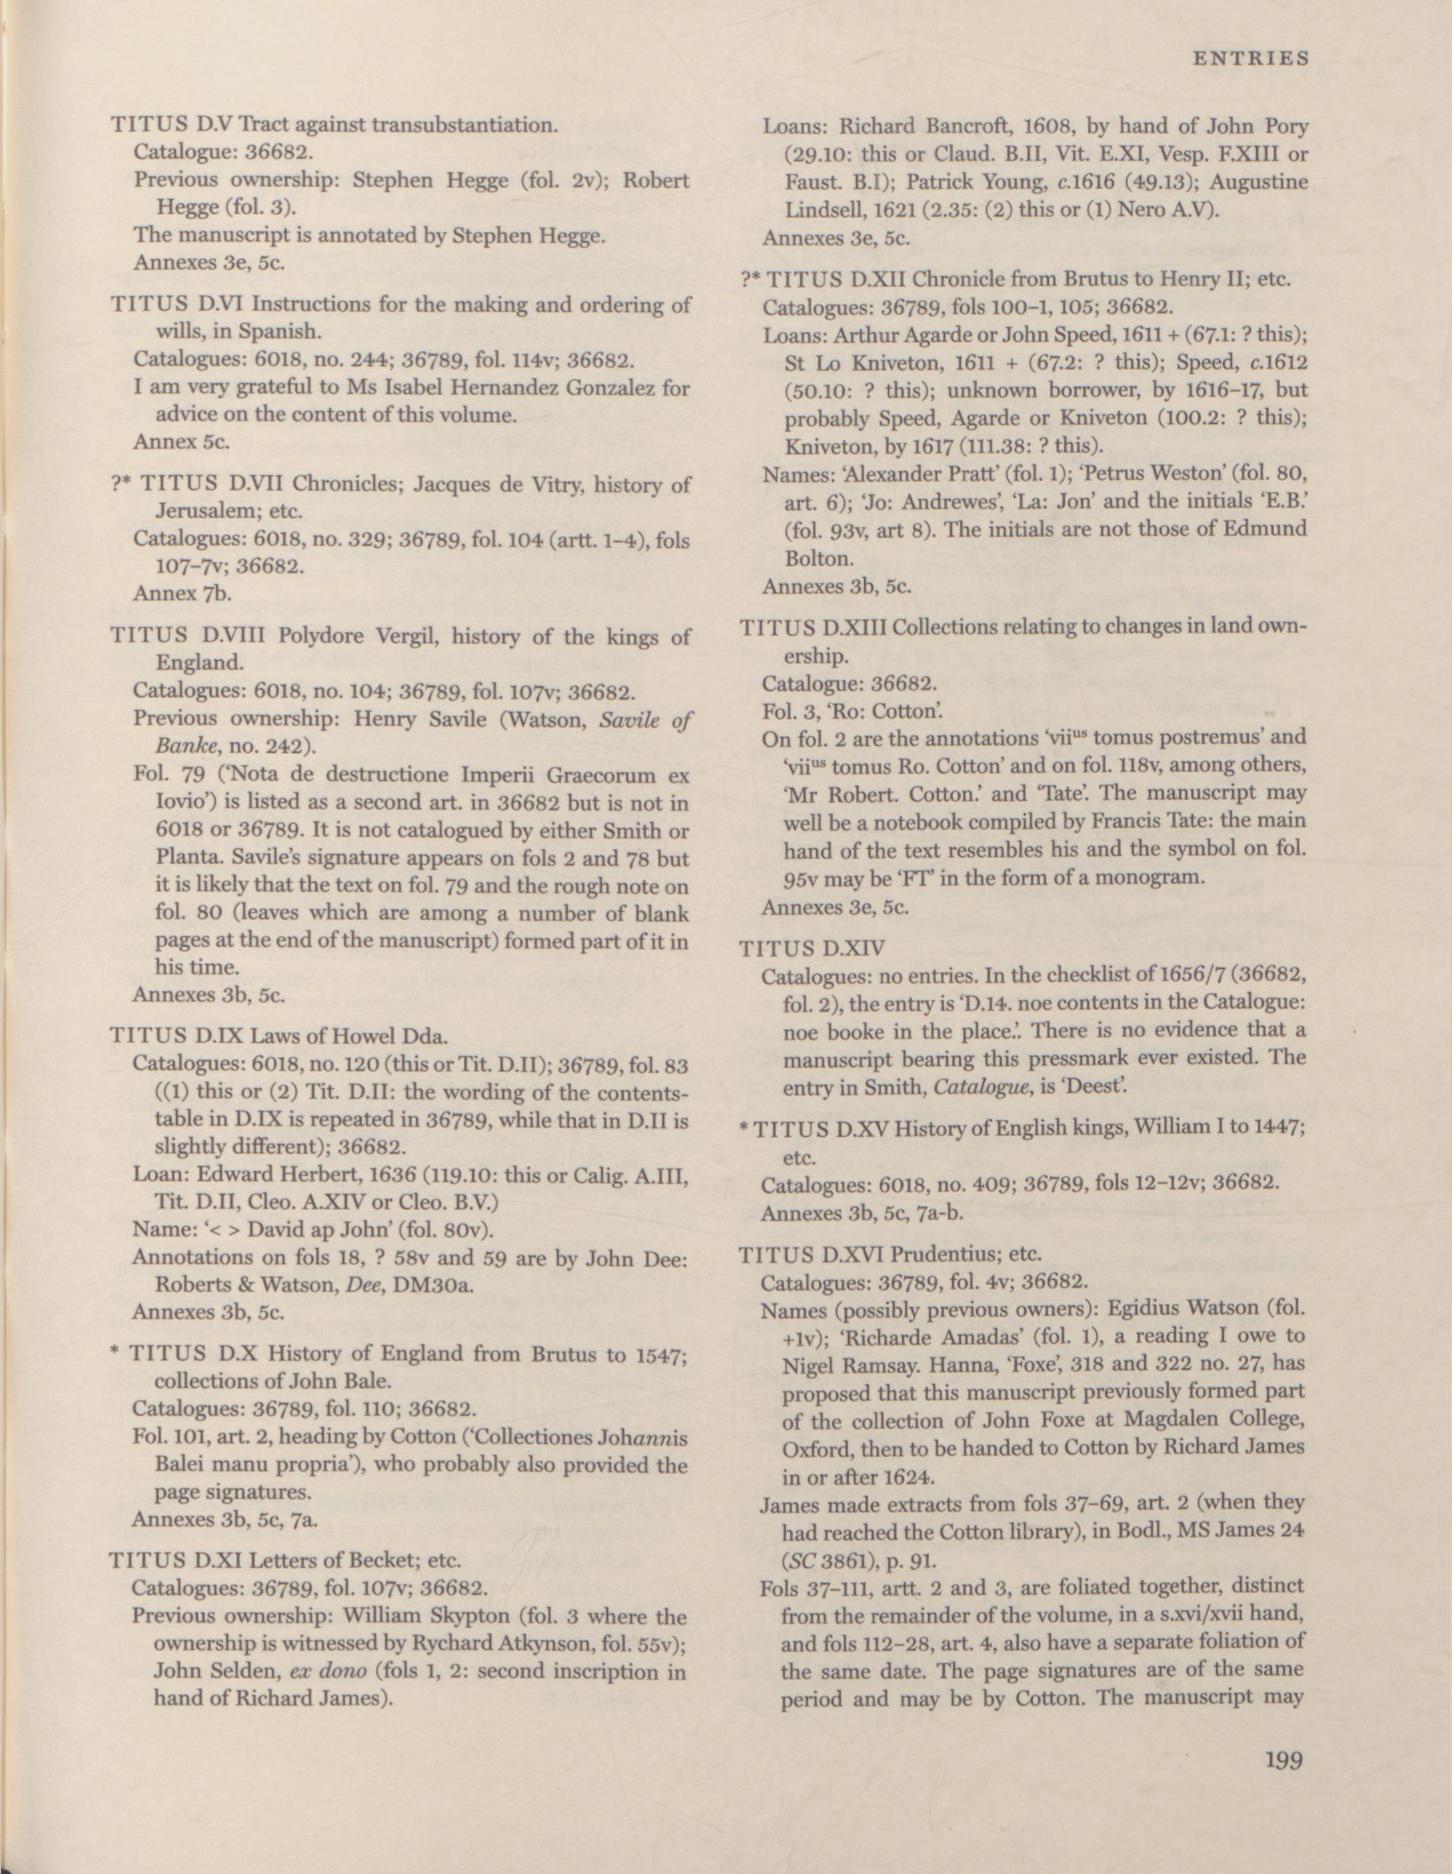 ENTRIES
TITUS D.V Tract against transubstantiation.
Catalogue: 36682.
Previous ownership: Stephen Hegge (fol. 2v); Robert
Hegge (fol. 3).
The manuscript is annotated by Stephen Hegge.
Annexes 3e, 5c.
TITUS D.VI Instructions for the making and ordering of
wills, in Spanish.
Catalogues: 6018, no. 244; 36789, fol. 114v; 36682.
I am very grateful to Ms Isabel Hernandez Gonzalez for
advice on the content of this volume.
Annex 5c.
?* TITUS D.VII Chronicles; Jacques de Vitry, history of
Jerusalem; etc.
Catalogues: 6018, no. 329; 36789, fol. 104 (artt. 1–4), fols
107–7v; 36682.
Annex 7b.
TITUS D.VIII Polydore Vergil, history of the kings of
England.
Catalogues: 6018, no. 104; 36789, fol. 107v; 36682.
Previous ownership: Henry Savile (Watson, Savile of
Banke, no. 242).
Fol. 79 (‘Nota de destructione Imperii Graecorum ex
Iovio’) is listed as a second art. in 36682 but is not in
6018 or 36789. It is not catalogued by either Smith or
Planta. Savile’s signature appears on fols 2 and 78 but
it is likely that the text on fol. 79 and the rough note on
fol. 80 (leaves which are among a number of blank
pages at the end of the manuscript) formed part of it in
his time.
Annexes 3b, 5c.
TITUS D.IX Laws of Howel Dda.
Catalogues: 6018, no. 120 (this or Tit. D.II); 36789, fol. 83
((1) this or (2) Tit. D.II: the wording of the contents-
table in D.IX is repeated in 36789, while that in D.II is
slightly different); 36682.
Loan: Edward Herbert, 1636 (119.10: this or Calig. A.III,
Tit. D.II, Cleo. A.XIV or Cleo. B.V.)
Name: ‘< > David ap John’ (fol. 80v).
Annotations on fols 18, ? 58v and 59 are by John Dee:
Roberts & Watson, Dee, DM30a.
Annexes 3b, 5c.
* TITUS D.X History of England from Brutus to 1547;
collections of John Bale.
Catalogues: 36789, fol. 110; 36682.
Fol. 101, art. 2, heading by Cotton (‘Collectiones Johannis
Balei manu propria’), who probably also provided the
page signatures.
Annexes 3b, 5c, 7a.
TITUS D.XI Letters of Becket; etc.
Catalogues: 36789, fol. 107v; 36682.
Previous ownership: William Skypton (fol. 3 where the
ownership is witnessed by Rychard Atkynson, fol. 55v);
John Selden, ex dono (fols 1, 2: second inscription in
hand of Richard James).
Loans: Richard Bancroft, 1608, by hand of John Pory
(29.10: this or Claud. B.II, Vit. E.XI, Vesp. F.XIII or
Faust. B.I); Patrick Young, c.1616 (49.13); Augustine
Lindsell, 1621 (2.35: (2) this or (1) Nero A.V).
Annexes 3e, 5c.
?* TITUS D.XII Chronicle from Brutus to Henry II; etc.
Catalogues: 36789, fols 100–1, 105; 36682.
Loans: Arthur Agarde or John Speed, 1611 + (67.1: ? this);
St Lo Kniveton, 1611 + (67.2: ? this); Speed, c.1612
(50.10: ? this); unknown borrower, by 1616–17, but
probably Speed, Agarde or Kniveton (100.2: ? this);
Kniveton, by 1617 (111.38: ? this).
Names: ‘Alexander Pratt’ (fol. 1); ‘Petrus Weston’ (fol. 80,
art. 6); ‘Jo: Andrewes’, ‘La: Jon’ and the initials ‘E.B.’
(fol. 93v, art 8). The initials are not those of Edmund
Bolton.
Annexes 3b, 5c.
TITUS D.XIII Collections relating to changes in land own-
ership.
Catalogue: 36682.
Fol. 3, ‘Ro: Cotton’.
On fol. 2 are the annotations ‘viius tomus postremus’ and
‘viius tomus Ro. Cotton’ and on fol. 118v, among others,
‘Mr Robert. Cotton.’ and ‘Tate’. The manuscript may
well be a notebook compiled by Francis Tate: the main
hand of the text resembles his and the symbol on fol.
95v may be ‘FT’ in the form of a monogram.
Annexes 3e, 5c.
TITUS D.XIV
Catalogues: no entries. In the checklist of 1656/7 (36682,
fol. 2), the entry is ‘D.14. noe contents in the Catalogue:
noe booke in the place.’. There is no evidence that a
manuscript bearing this pressmark ever existed. The
entry in Smith, Catalogue, is ‘Deest’.
* TITUS D.XV History of English kings, William I to 1447;
etc.
Catalogues: 6018, no. 409; 36789, fols 12–12v; 36682.
Annexes 3b, 5c, 7a-b.
TITUS D.XVI Prudentius; etc.
Catalogues: 36789, fol. 4v; 36682.
Names (possibly previous owners): Egidius Watson (fol.
+1v); ‘Richarde Amadas’ (fol. 1), a reading I owe to
Nigel Ramsay. Hanna, ‘Foxe’, 318 and 322 no. 27, has
proposed that this manuscript previously formed part
of the collection of John Foxe at Magdalen College,
Oxford, then to be handed to Cotton by Richard James
in or after 1624.
James made extracts from fols 37–69, art. 2 (when they
had reached the Cotton library), in Bodl., MS James 24
(SC 3861), p. 91.
Fols 37–111, artt. 2 and 3, are foliated together, distinct
from the remainder of the volume, in a s.xvi/xvii hand,
and fols 112–28, art. 4, also have a separate foliation of
the same date. The page signatures are of the same
period and may be by Cotton. The manuscript may
199